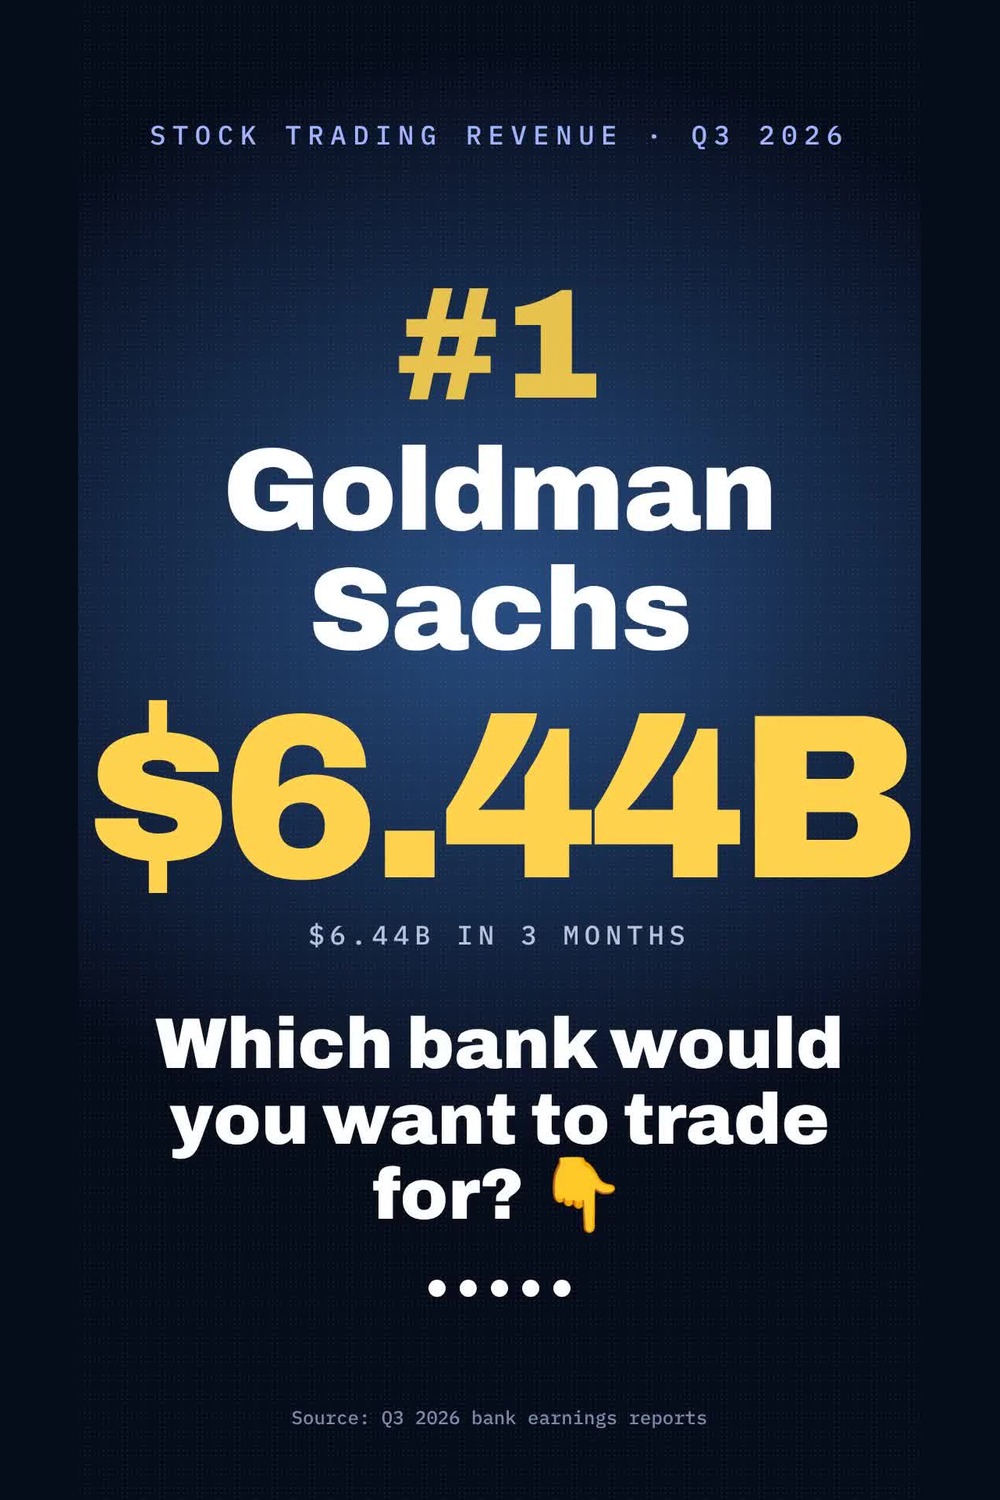 STOCK TRADING REVENUE · Q3 2026
#1
Goldman
Sachs
$6.44B
$6.44B IN 3 MONTHS
Which bank would
you want to trade
for? 👇
Source: Q3 2026 bank earnings reports